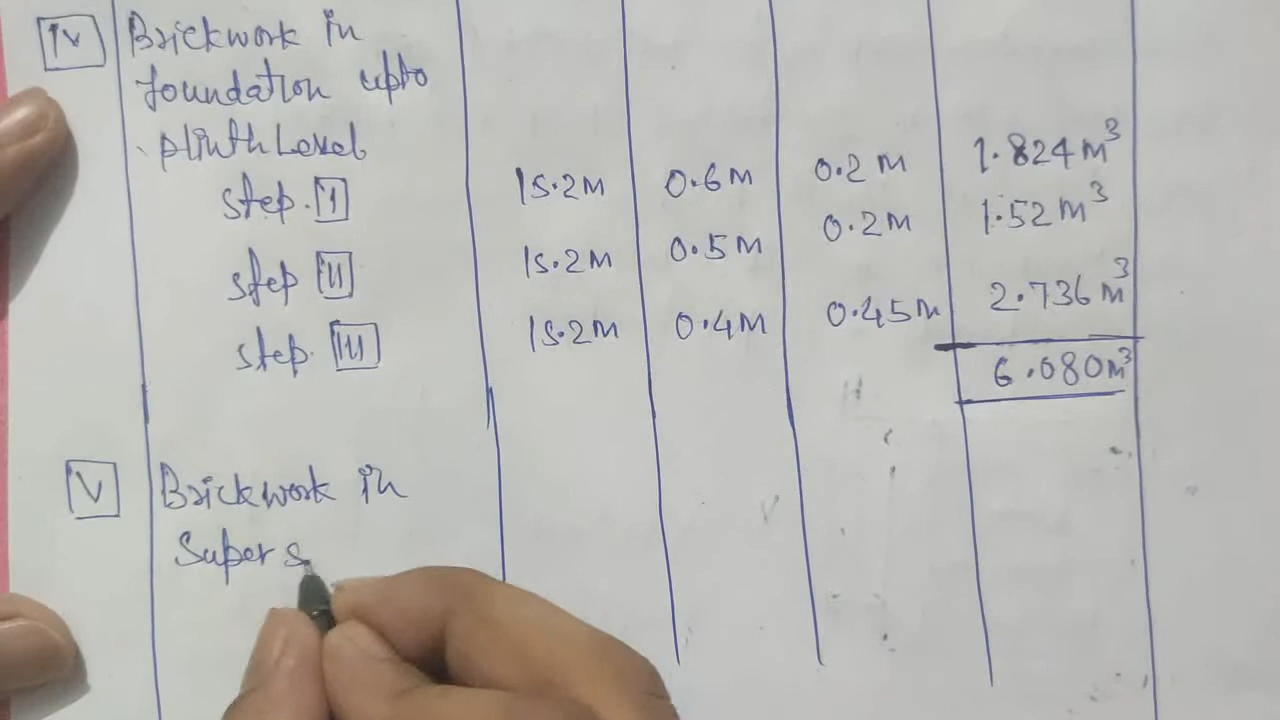 IV Brickwork in
foundation upto
plinth Level
step. I 15.2M 0.6M 0.2M 1.824M³
step II 15.2M 0.5M 0.2M 1.52M³
step. III 15.2M 0.4M 0.45M 2.736M³
6.080M³
V Brickwork in
Super s